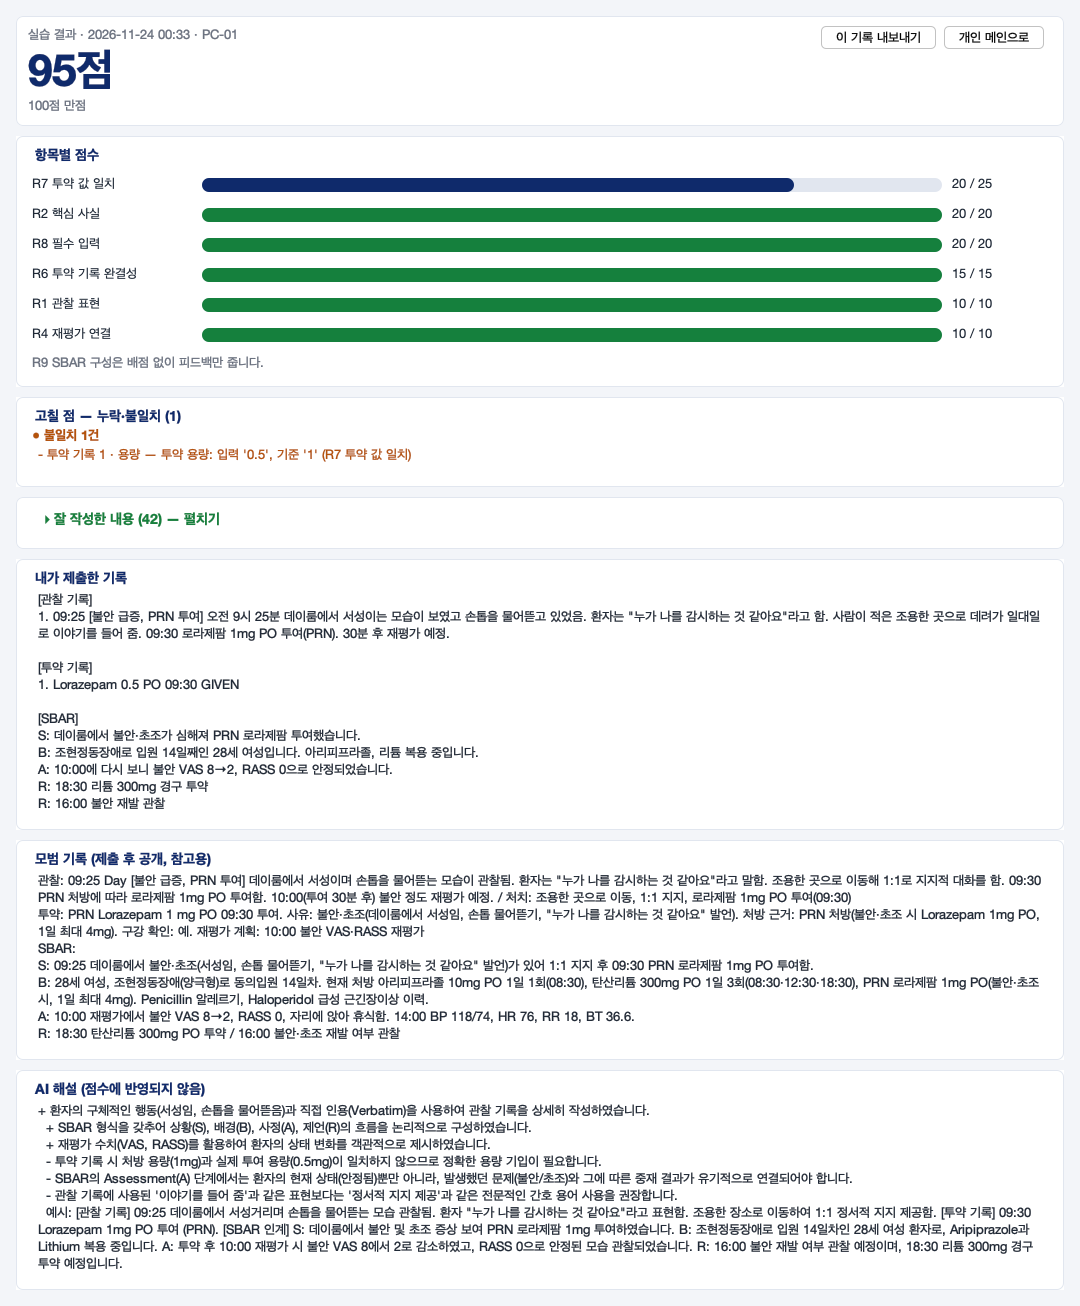 실습 결과 · 2026-11-24 00:33 · PC-01
이 기록 내보내기
개인 메인으로
95점
100점 만점
항목별 점수
R7 투약 값 일치 20 / 25
R2 핵심 사실 20 / 20
R8 필수 입력 20 / 20
R6 투약 기록 완결성 15 / 15
R1 관찰 표현 10 / 10
R4 재평가 연결 10 / 10
R9 SBAR 구성은 배점 없이 피드백만 줍니다.
고칠 점 — 누락·불일치 (1)
● 불일치 1건
- 투약 기록 1 · 용량 — 투약 용량: 입력 '0.5', 기준 '1' (R7 투약 값 일치)
잘 작성한 내용 (42) — 펼치기
내가 제출한 기록
[관찰 기록]
1. 09:25 [불안 급증, PRN 투여] 오전 9시 25분 데이룸에서 서성이는 모습이 보였고 손톱을 물어뜯고 있었음. 환자는 "누가 나를 감시하는 것 같아요"라고 함. 사람이 적은 조용한 곳으로 데려가 일대일
로 이야기를 들어 줌. 09:30 로라제팜 1mg PO 투여(PRN). 30분 후 재평가 예정.
[투약 기록]
1. Lorazepam 0.5 PO 09:30 GIVEN
[SBAR]
S: 데이룸에서 불안·초조가 심해져 PRN 로라제팜 투여했습니다.
B: 조현정동장애로 입원 14일째인 28세 여성입니다. 아리피프라졸, 리튬 복용 중입니다.
A: 10:00에 다시 보니 불안 VAS 8→2, RASS 0으로 안정되었습니다.
R: 18:30 리튬 300mg 경구 투약
R: 16:00 불안 재발 관찰
모범 기록 (제출 후 공개, 참고용)
관찰: 09:25 Day [불안 급증, PRN 투여] 데이룸에서 서성이며 손톱을 물어뜯는 모습이 관찰됨. 환자는 "누가 나를 감시하는 것 같아요"라고 말함. 조용한 곳으로 이동해 1:1로 지지적 대화를 함. 09:30
PRN 처방에 따라 로라제팜 1mg PO 투여함. 10:00(투여 30분 후) 불안 정도 재평가 예정. / 처치: 조용한 곳으로 이동, 1:1 지지, 로라제팜 1mg PO 투여(09:30)
투약: PRN Lorazepam 1 mg PO 09:30 투여. 사유: 불안·초조(데이룸에서 서성임, 손톱 물어뜯기, "누가 나를 감시하는 것 같아요" 발언). 처방 근거: PRN 처방(불안·초조 시 Lorazepam 1mg PO,
1일 최대 4mg). 구강 확인: 예. 재평가 계획: 10:00 불안 VAS·RASS 재평가
SBAR:
S: 09:25 데이룸에서 불안·초조(서성임, 손톱 물어뜯기, "누가 나를 감시하는 것 같아요" 발언)가 있어 1:1 지지 후 09:30 PRN 로라제팜 1mg PO 투여함.
B: 28세 여성, 조현정동장애(양극형)로 동의입원 14일차. 현재 처방 아리피프라졸 10mg PO 1일 1회(08:30), 탄산리튬 300mg PO 1일 3회(08:30·12:30·18:30), PRN 로라제팜 1mg PO(불안·초조
시, 1일 최대 4mg). Penicillin 알레르기, Haloperidol 급성 근긴장이상 이력.
A: 10:00 재평가에서 불안 VAS 8→2, RASS 0, 자리에 앉아 휴식함. 14:00 BP 118/74, HR 76, RR 18, BT 36.6.
R: 18:30 탄산리튬 300mg PO 투약 / 16:00 불안·초조 재발 여부 관찰
AI 해설 (점수에 반영되지 않음)
+ 환자의 구체적인 행동(서성임, 손톱을 물어뜯음)과 직접 인용(Verbatim)을 사용하여 관찰 기록을 상세히 작성하였습니다.
+ SBAR 형식을 갖추어 상황(S), 배경(B), 사정(A), 제언(R)의 흐름을 논리적으로 구성하였습니다.
+ 재평가 수치(VAS, RASS)를 활용하여 환자의 상태 변화를 객관적으로 제시하였습니다.
- 투약 기록 시 처방 용량(1mg)과 실제 투여 용량(0.5mg)이 일치하지 않으므로 정확한 용량 기입이 필요합니다.
- SBAR의 Assessment(A) 단계에서는 환자의 현재 상태(안정됨)뿐만 아니라, 발생했던 문제(불안/초조)와 그에 따른 중재 결과가 유기적으로 연결되어야 합니다.
- 관찰 기록에 사용된 '이야기를 들어 줌'과 같은 표현보다는 '정서적 지지 제공'과 같은 전문적인 간호 용어 사용을 권장합니다.
예시: [관찰 기록] 09:25 데이룸에서 서성거리며 손톱을 물어뜯는 모습 관찰됨. 환자 "누가 나를 감시하는 것 같아요"라고 표현함. 조용한 장소로 이동하여 1:1 정서적 지지 제공함. [투약 기록] 09:30
Lorazepam 1mg PO 투여 (PRN). [SBAR 인계] S: 데이룸에서 불안 및 초조 증상 보여 PRN 로라제팜 1mg 투여하였습니다. B: 조현정동장애로 입원 14일차인 28세 여성 환자로, Aripiprazole과
Lithium 복용 중입니다. A: 투약 후 10:00 재평가 시 불안 VAS 8에서 2로 감소하였고, RASS 0으로 안정된 모습 관찰되었습니다. R: 16:00 불안 재발 여부 관찰 예정이며, 18:30 리튬 300mg 경구
투약 예정입니다.